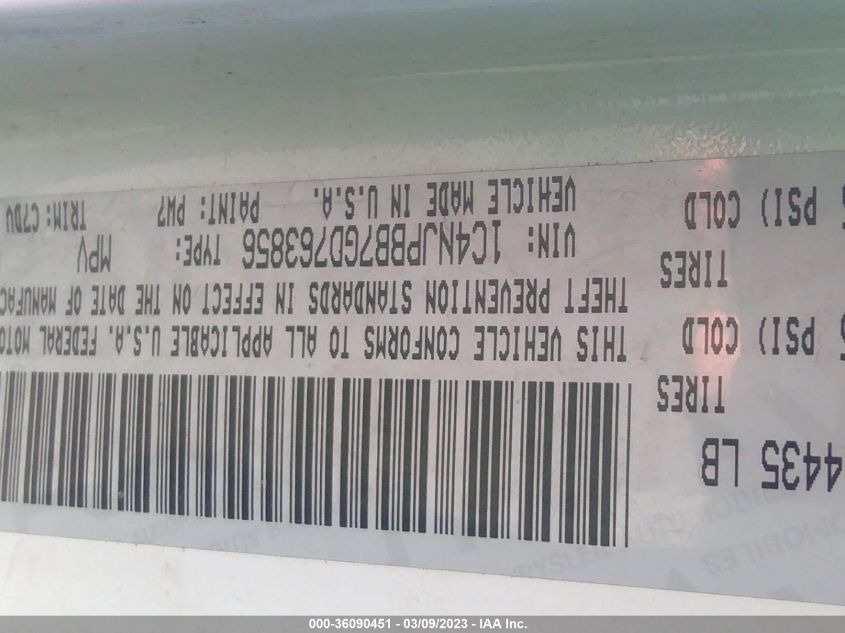 4435 LB
TIRES
PSI) COLD
TIRES
PSI) COLD
THIS VEHICLE CONFORMS TO ALL APPLICABLE U.S.A. FEDERAL MOTO
THEFT PREVENTION STANDARDS IN EFFECT ON THE DATE OF MANUFAC
VIN: 1C4NJPBB7GD763856 TYPE: MPV
VEHICLE MADE IN U.S.A. PAINT: PW7 TRIM: C7DV
000-36090451 - 03/09/2023 - IAA Inc.